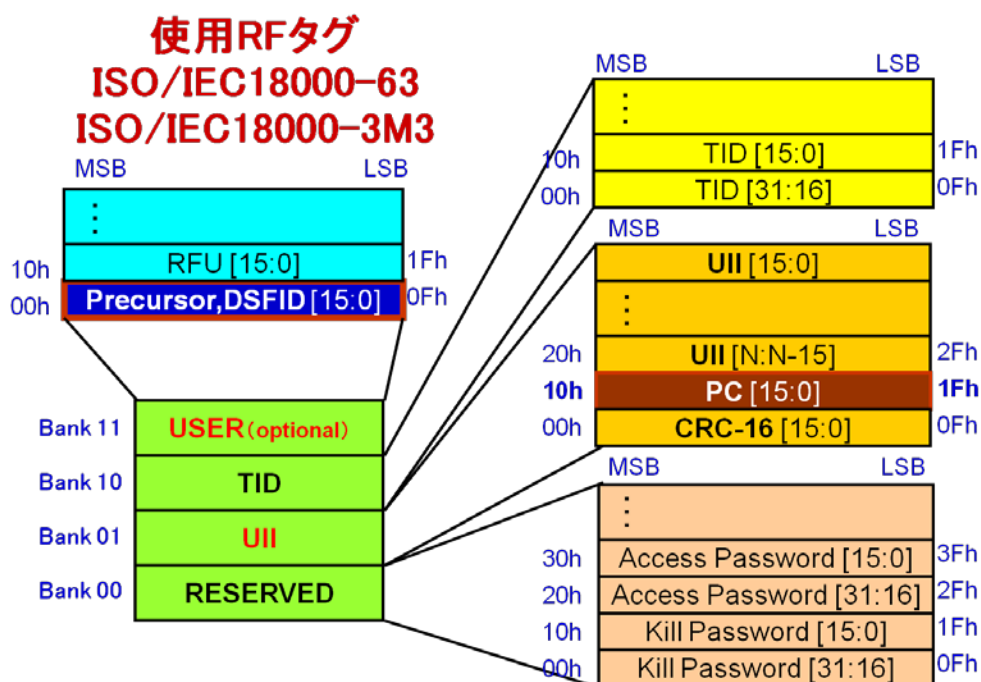 使用RFタグ
ISO/IEC18000-63
ISO/IEC18000-3M3
MSB LSB
⋮
10h RFU [15:0] 1Fh
00h Precursor,DSFID [15:0] 0Fh
Bank 11 USER(optional)
Bank 10 TID
Bank 01 UII
Bank 00 RESERVED
MSB LSB
⋮
10h TID [15:0] 1Fh
00h TID [31:16] 0Fh
MSB LSB
UII [15:0]
⋮
20h UII [N:N-15] 2Fh
10h PC [15:0] 1Fh
00h CRC-16 [15:0] 0Fh
MSB LSB
⋮
30h Access Password [15:0] 3Fh
20h Access Password [31:16] 2Fh
10h Kill Password [15:0] 1Fh
00h Kill Password [31:16] 0Fh